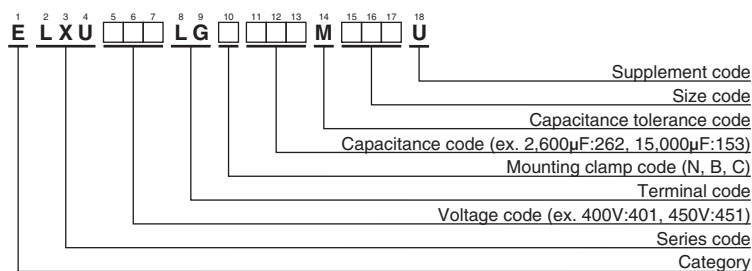 1 2 3 4 5 6 7 8 9 10 11 12 13 14 15 16 17 18
E L X U □ □ □ L G □ □ □ □ M □ □ □ U
Supplement code
Size code
Capacitance tolerance code
Capacitance code (ex. 2,600µF:262, 15,000µF:153)
Mounting clamp code (N, B, C)
Terminal code
Voltage code (ex. 400V:401, 450V:451)
Series code
Category